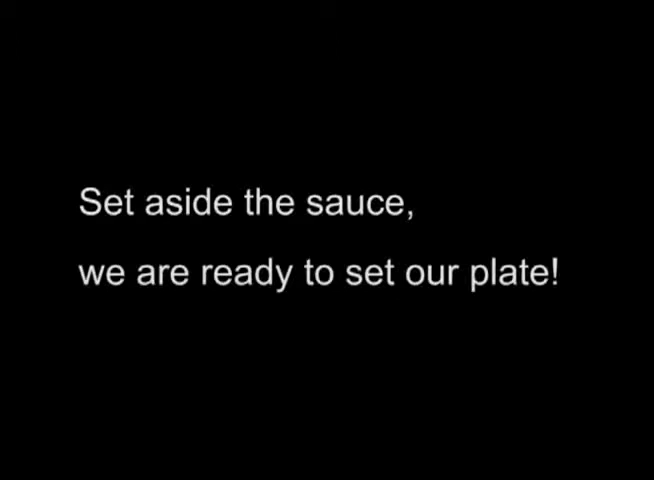 Set aside the sauce,
we are ready to set our plate!